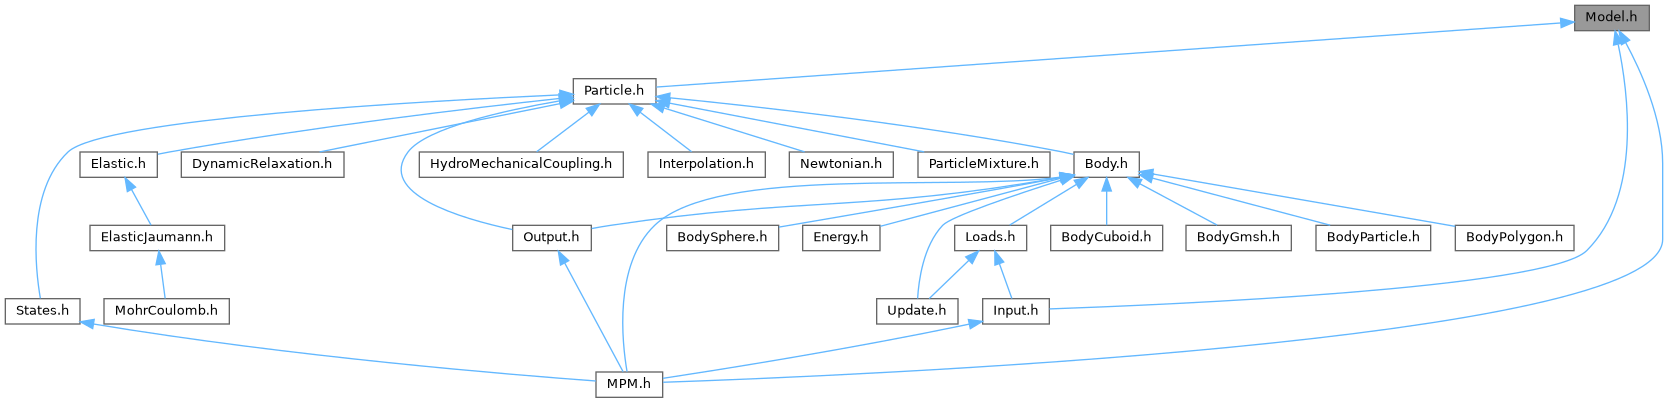 Model.h
Particle.h
Elastic.h
DynamicRelaxation.h
HydroMechanicalCoupling.h
Interpolation.h
Newtonian.h
ParticleMixture.h
Body.h
ElasticJaumann.h
Output.h
BodySphere.h
Energy.h
Loads.h
BodyCuboid.h
BodyGmsh.h
BodyParticle.h
BodyPolygon.h
States.h
MohrCoulomb.h
Update.h
Input.h
MPM.h